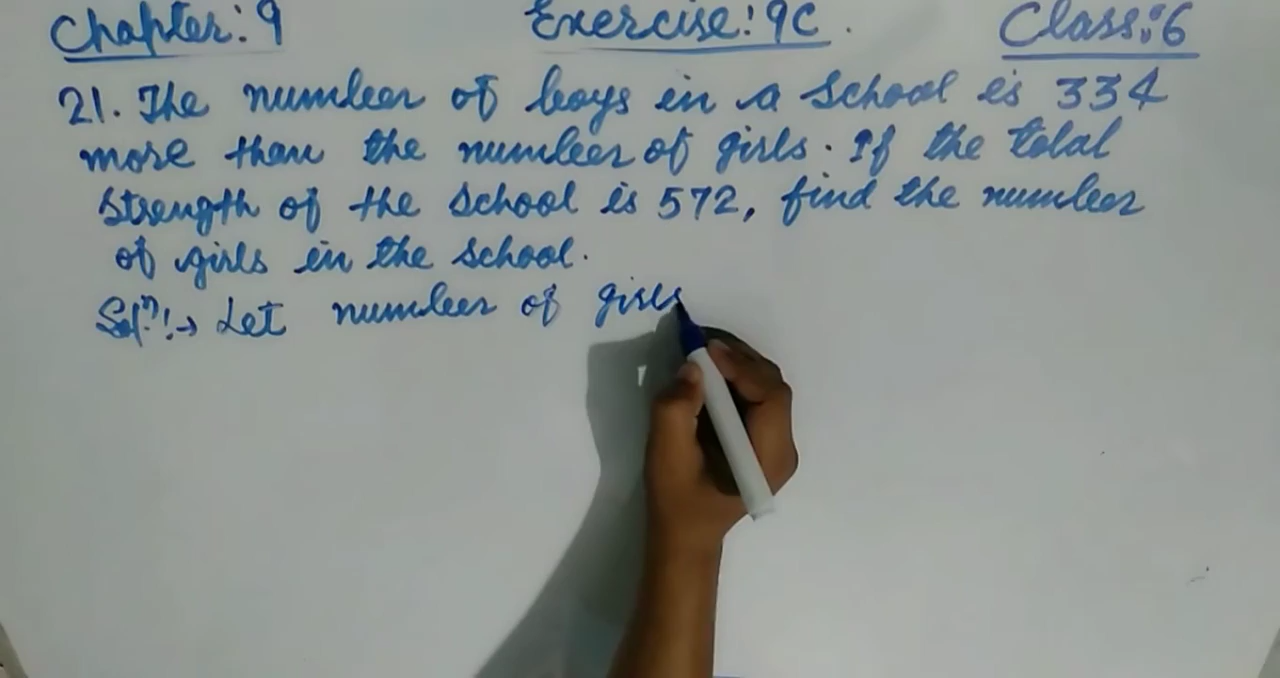 Chapter: 9 Exercise: 9C. Class: 6
21. The number of boys in a school is 334
more than the number of girls. If the total
strength of the school is 572, find the number
of girls in the school.
Solⁿ:→ Let number of girls